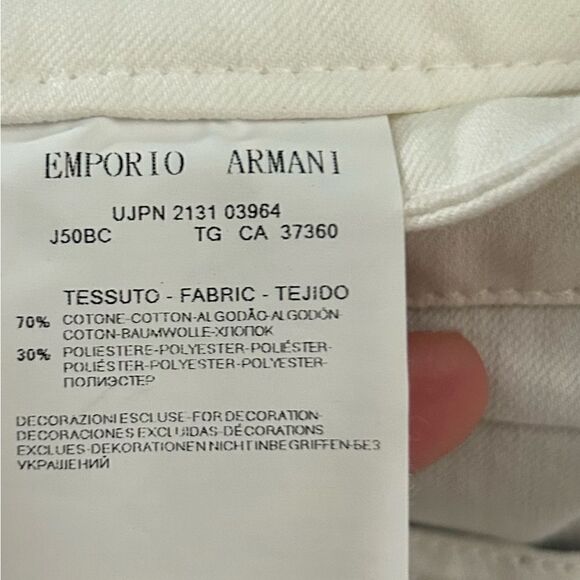 EMPORIO ARMANI
UJPN 2131 03964
J50BC TG CA 37360
TESSUTO - FABRIC - TEJIDO
70% COTONE-COTTON-ALGODÃO-ALGODÓN-
COTON-BAUMWOLLE-ХЛОПОК
30% POLIESTERE-POLYESTER-POLIÉSTER-
POLIÉSTER-POLYESTER-POLYESTER-
ПОЛИЭСТЕР
DECORAZIONI ESCLUSE-FOR DECORATION-
DECORACIONES EXCLUIDAS-DÉCORATIONS
EXCLUES-DEKORATIONEN NICHT INBEGRIFFEN-БЕЗ
УКРАШЕНИЙ